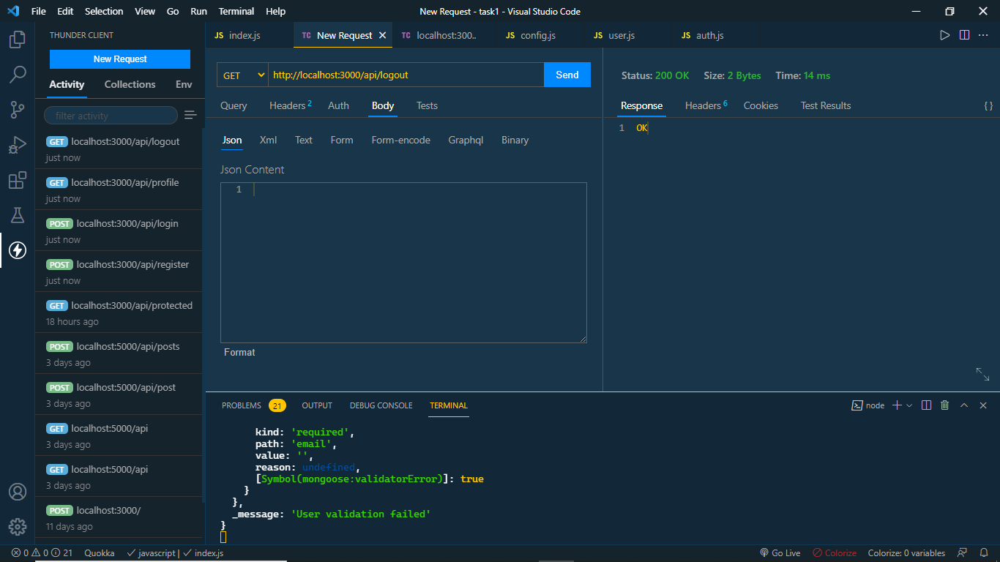 File Edit Selection View Go Run Terminal Help New Request - task1 - Visual Studio Code
THUNDER CLIENT
New Request
Activity Collections Env
filter activity
GET localhost:3000/api/logout
just now
GET localhost:3000/api/profile
just now
POST localhost:3000/api/login
just now
POST localhost:3000/api/register
just now
GET localhost:3000/api/protected
18 hours ago
POST localhost:5000/api/posts
3 days ago
POST localhost:5000/api/post
3 days ago
GET localhost:5000/api
3 days ago
GET localhost:5000/api
3 days ago
POST localhost:3000/
11 days ago
JS index.js TC New Request TC localhost:300.. JS config.js JS user.js JS auth.js
GET http://localhost:3000/api/logout Send
Query Headers 2 Auth Body Tests
Json Xml Text Form Form-encode Graphql Binary
Json Content
1
Format
Status: 200 OK Size: 2 Bytes Time: 14 ms
Response Headers 6 Cookies Test Results {}
1 OK
PROBLEMS 21 OUTPUT DEBUG CONSOLE TERMINAL node
kind: 'required',
path: 'email',
value: '',
reason: undefined,
[Symbol(mongoose:validatorError)]: true
}
},
_message: 'User validation failed'
}
0 0 21 Quokka javascript | index.js Go Live Colorize Colorize: 0 variables